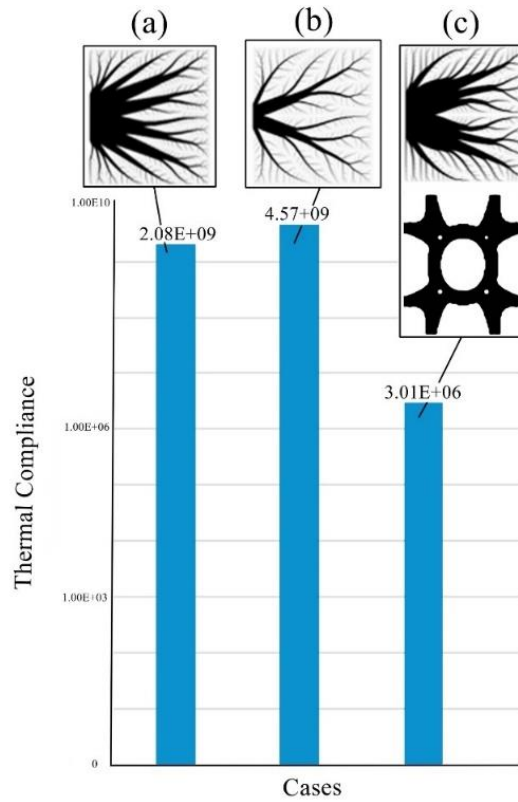 (a) (b) (c)
1.00E10
2.08E+09
4.57+09
3.01E+06
1.00E+06
Thermal Compliance
1.00E+03
0
Cases